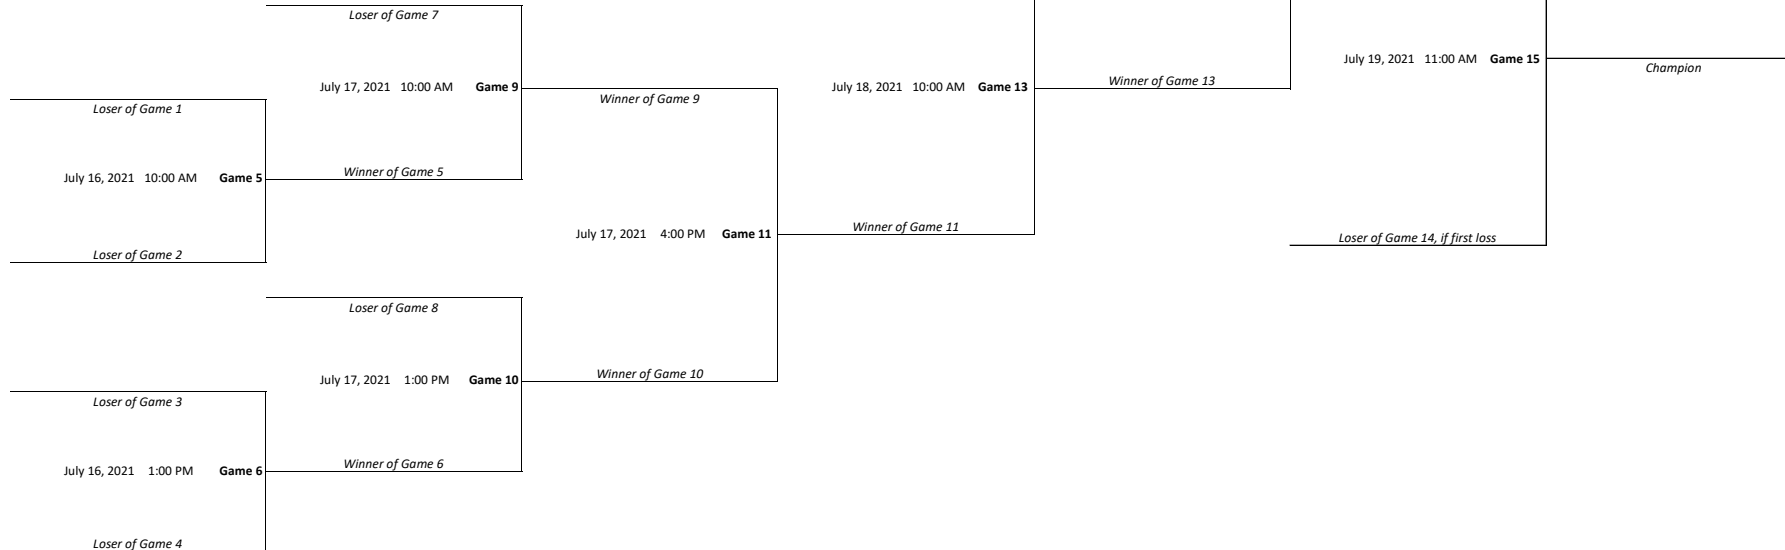 Loser of Game 7
July 19, 2021 11:00 AM Game 15
Champion
July 17, 2021 10:00 AM Game 9
July 18, 2021 10:00 AM Game 13
Winner of Game 13
Winner of Game 9
Loser of Game 1
Winner of Game 5
July 16, 2021 10:00 AM Game 5
Winner of Game 11
July 17, 2021 4:00 PM Game 11
Loser of Game 14, if first loss
Loser of Game 2
Loser of Game 8
Winner of Game 10
July 17, 2021 1:00 PM Game 10
Loser of Game 3
Winner of Game 6
July 16, 2021 1:00 PM Game 6
Loser of Game 4